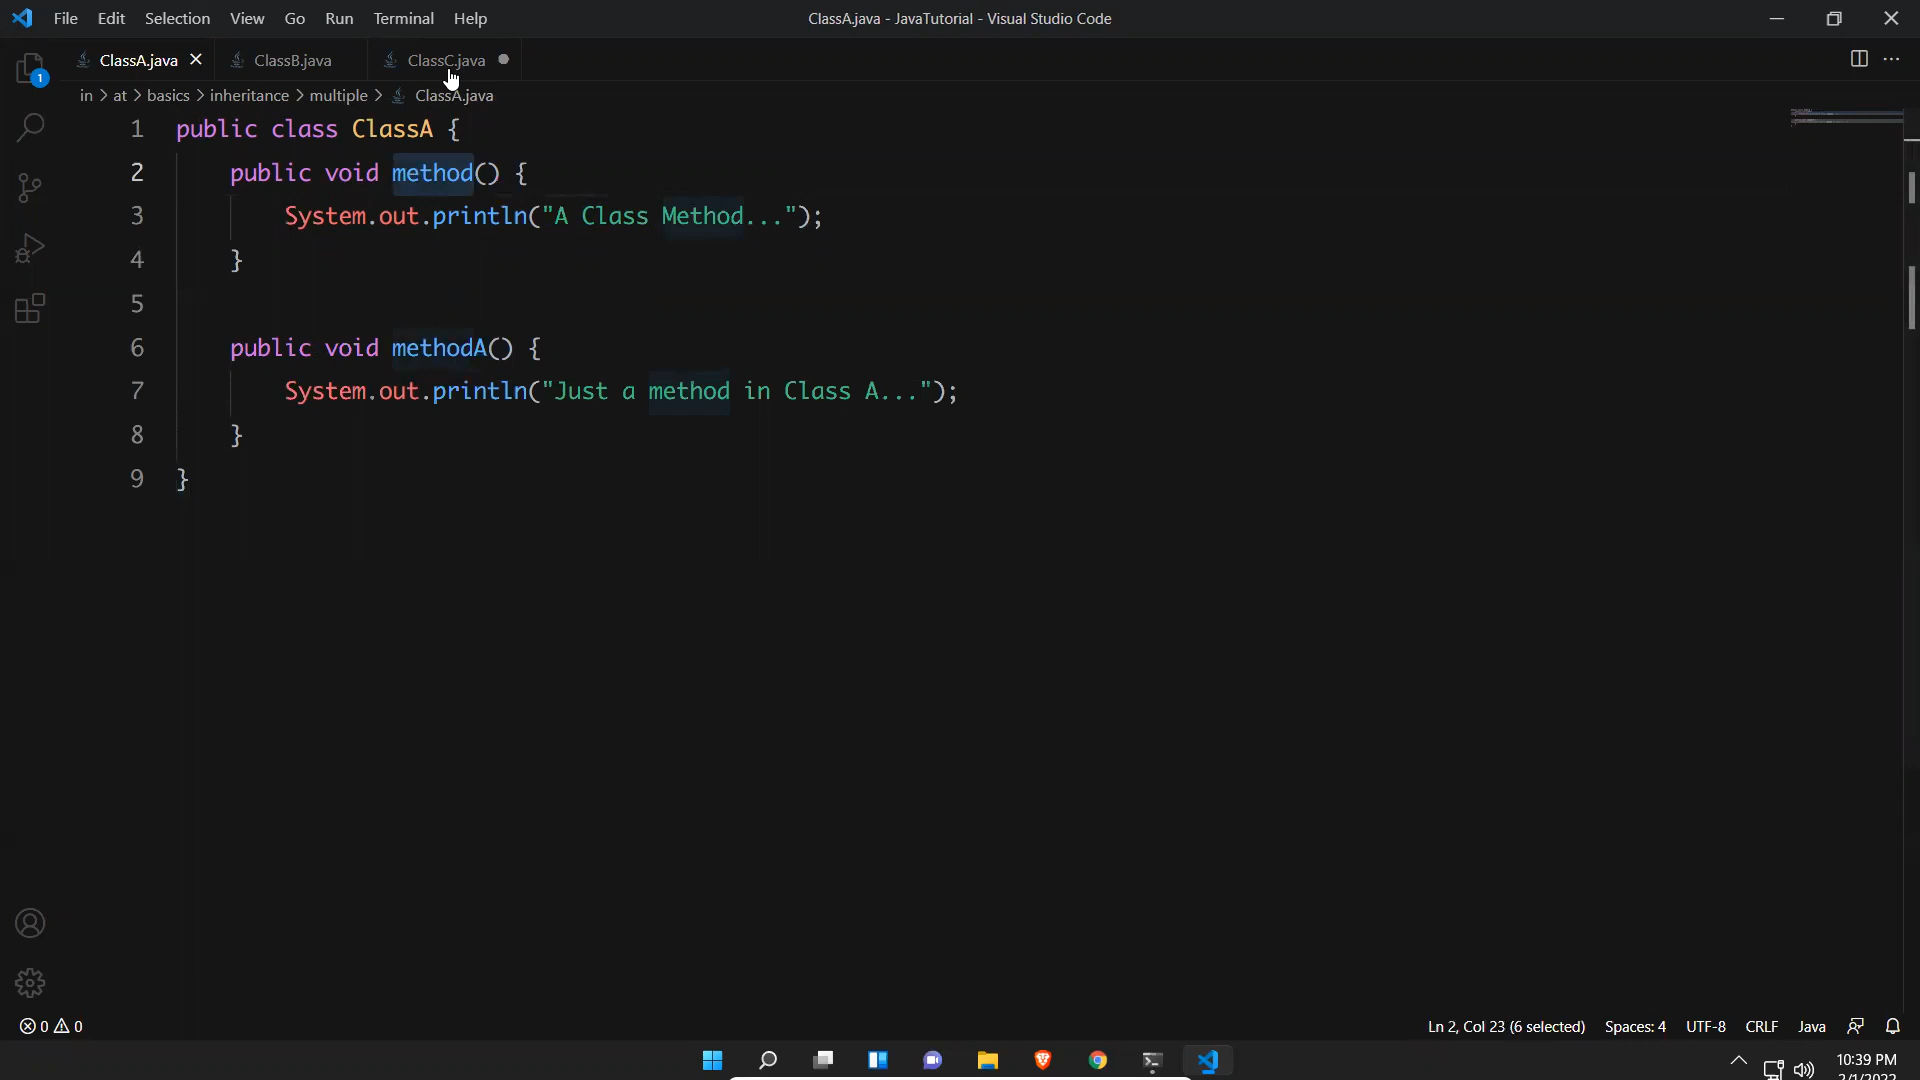 File Edit Selection View Go Run Terminal Help ClassA.java - JavaTutorial - Visual Studio Code
ClassA.java ClassB.java ClassC.java
1
in > at > basics > inheritance > multiple > ClassA.java
1 public class ClassA {
2 public void method() {
3 System.out.println("A Class Method...");
4 }
5
6 public void methodA() {
7 System.out.println("Just a method in Class A...");
8 }
9 }
0 0 Ln 2, Col 23 (6 selected) Spaces: 4 UTF-8 CRLF Java
10:39 PM